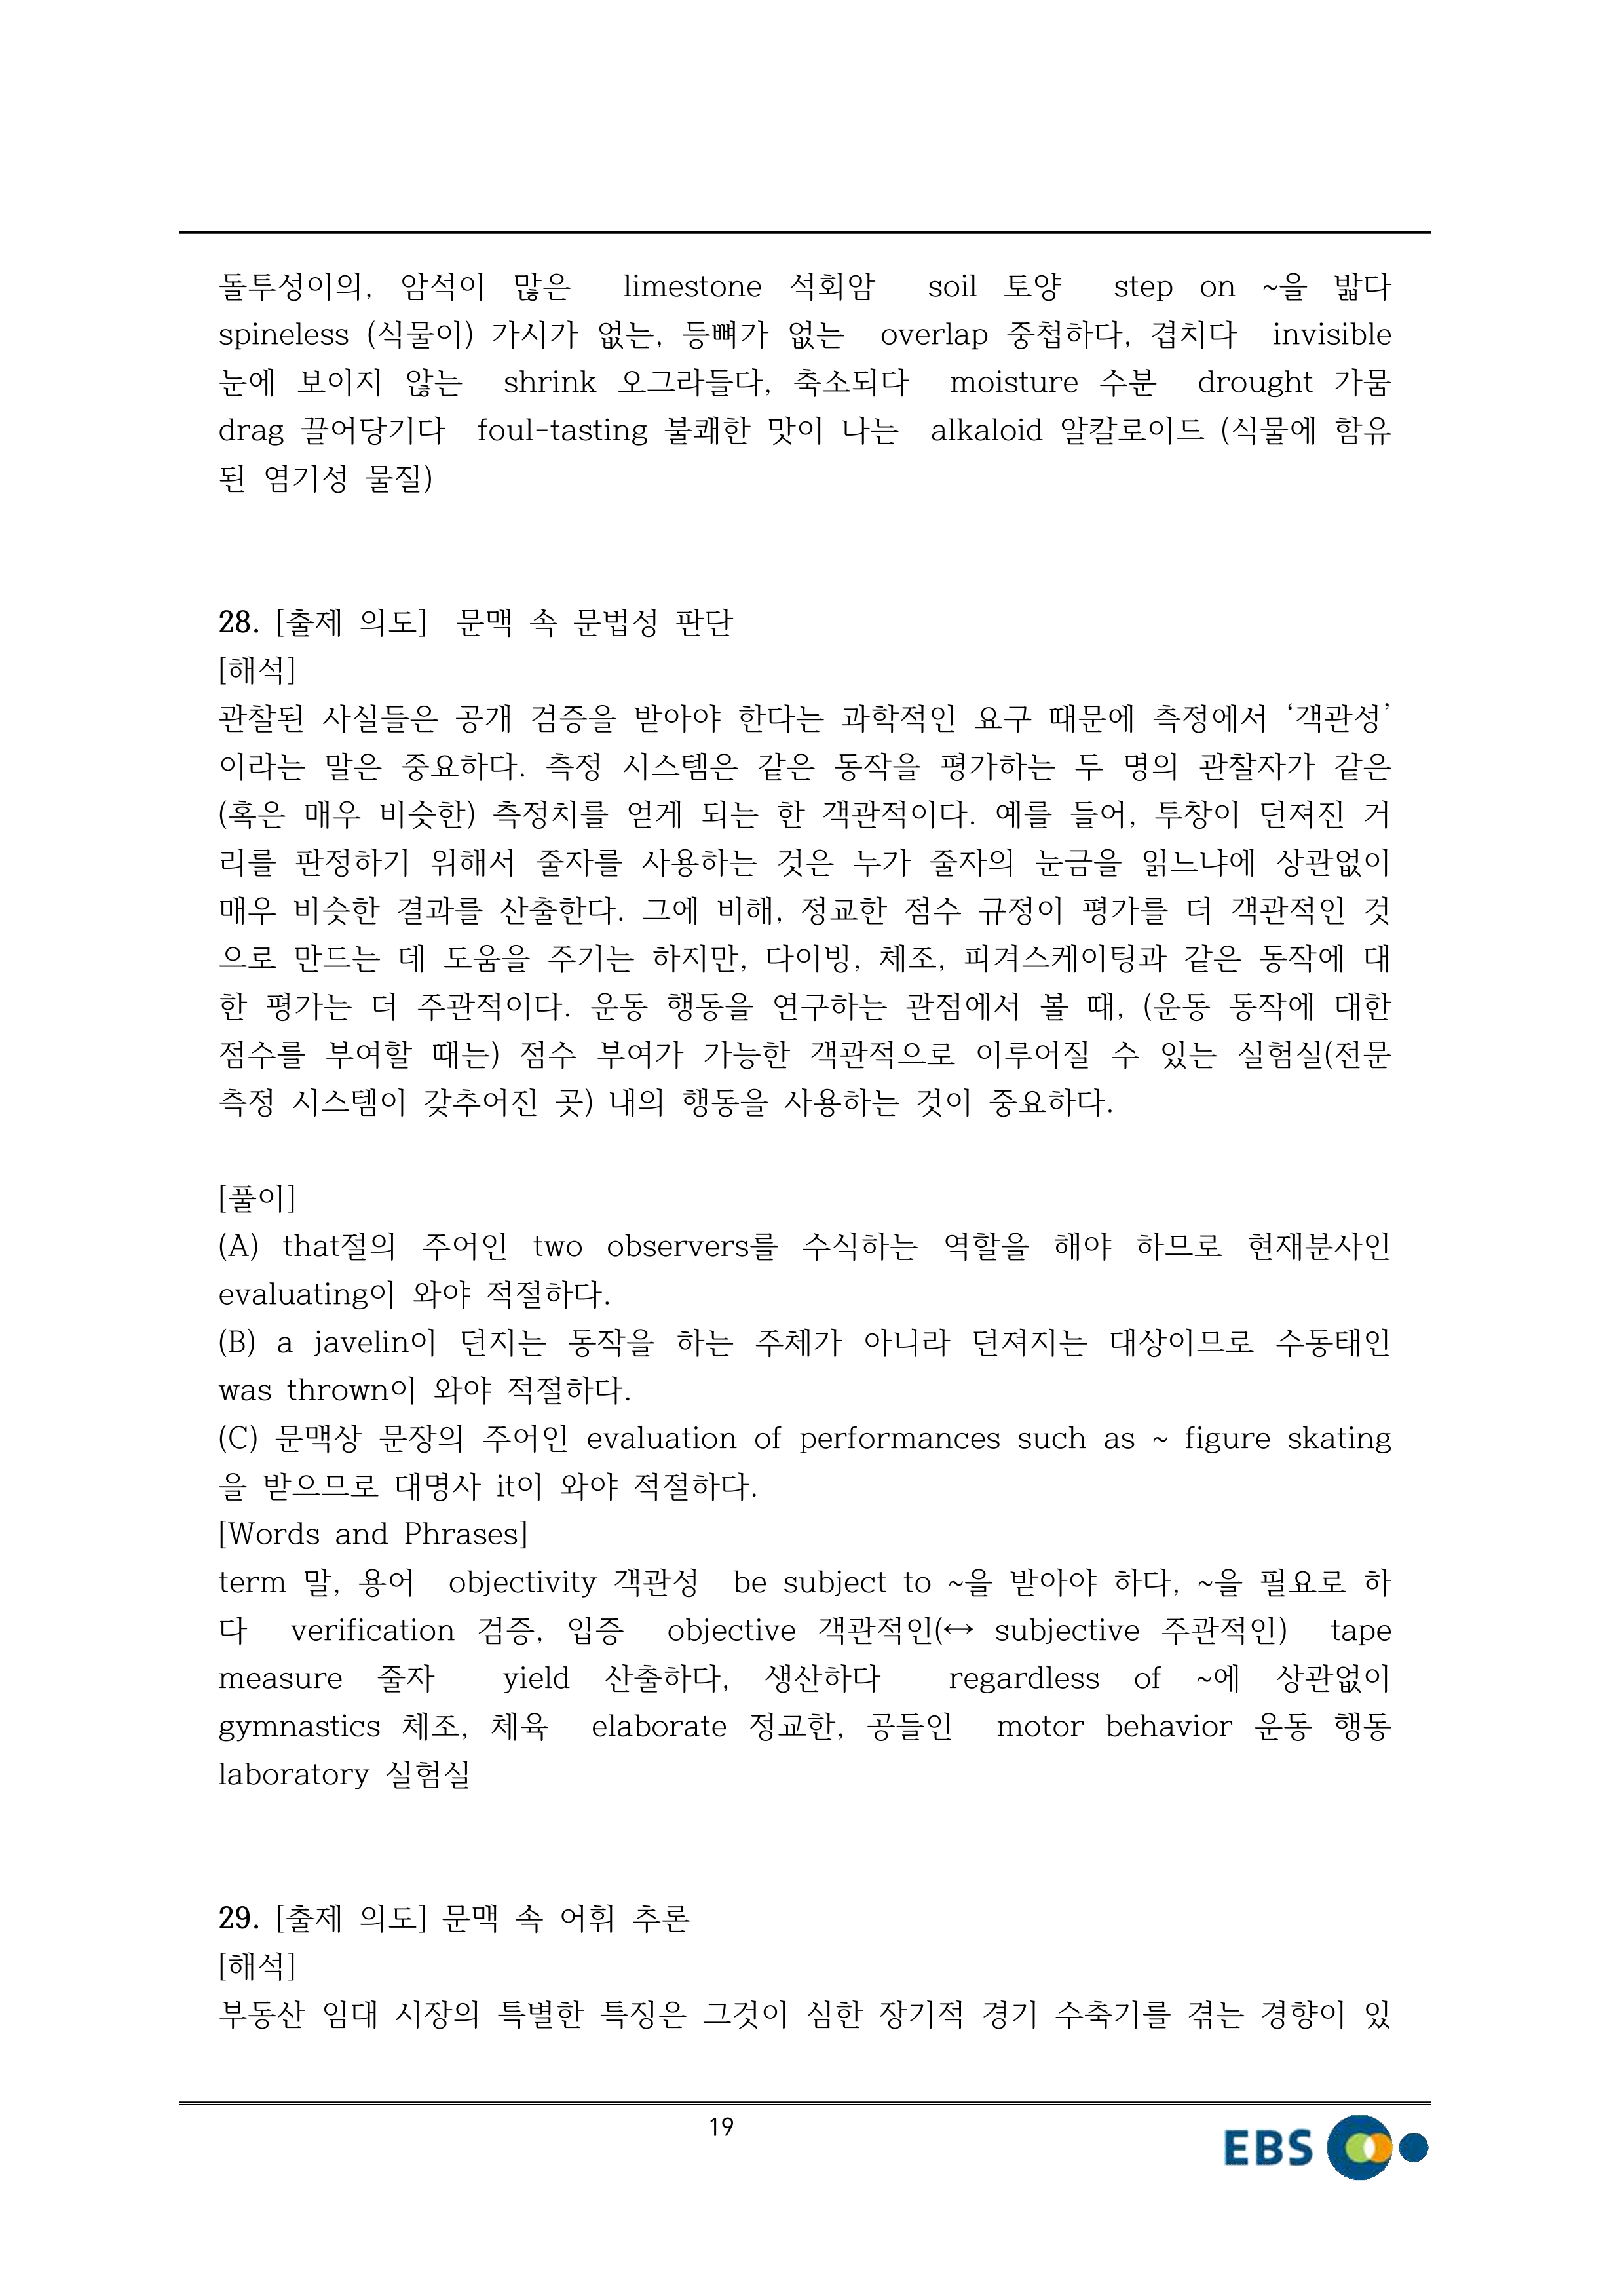 돌투성이의, 암석이 많은 limestone 석회암 soil 토양 step on ~을 밟다
spineless (식물이) 가시가 없는, 등뼈가 없는 overlap 중첩하다, 겹치다 invisible
눈에 보이지 않는 shrink 오그라들다, 축소되다 moisture 수분 drought 가뭄
drag 끌어당기다 foul-tasting 불쾌한 맛이 나는 alkaloid 알칼로이드 (식물에 함유
된 염기성 물질)
28. [출제 의도] 문맥 속 문법성 판단
[해석]
관찰된 사실들은 공개 검증을 받아야 한다는 과학적인 요구 때문에 측정에서 ‘객관성’
이라는 말은 중요하다. 측정 시스템은 같은 동작을 평가하는 두 명의 관찰자가 같은
(혹은 매우 비슷한) 측정치를 얻게 되는 한 객관적이다. 예를 들어, 투창이 던져진 거
리를 판정하기 위해서 줄자를 사용하는 것은 누가 줄자의 눈금을 읽느냐에 상관없이
매우 비슷한 결과를 산출한다. 그에 비해, 정교한 점수 규정이 평가를 더 객관적인 것
으로 만드는 데 도움을 주기는 하지만, 다이빙, 체조, 피겨스케이팅과 같은 동작에 대
한 평가는 더 주관적이다. 운동 행동을 연구하는 관점에서 볼 때, (운동 동작에 대한
점수를 부여할 때는) 점수 부여가 가능한 객관적으로 이루어질 수 있는 실험실(전문
측정 시스템이 갖추어진 곳) 내의 행동을 사용하는 것이 중요하다.
[풀이]
(A) that절의 주어인 two observers를 수식하는 역할을 해야 하므로 현재분사인
evaluating이 와야 적절하다.
(B) a javelin이 던지는 동작을 하는 주체가 아니라 던져지는 대상이므로 수동태인
was thrown이 와야 적절하다.
(C) 문맥상 문장의 주어인 evaluation of performances such as ~ figure skating
을 받으므로 대명사 it이 와야 적절하다.
[Words and Phrases]
term 말, 용어 objectivity 객관성 be subject to ~을 받아야 하다, ~을 필요로 하
다 verification 검증, 입증 objective 객관적인(↔ subjective 주관적인) tape
measure 줄자 yield 산출하다, 생산하다 regardless of ~에 상관없이
gymnastics 체조, 체육 elaborate 정교한, 공들인 motor behavior 운동 행동
laboratory 실험실
29. [출제 의도] 문맥 속 어휘 추론
[해석]
부동산 임대 시장의 특별한 특징은 그것이 심한 장기적 경기 수축기를 겪는 경향이 있
19
EBS